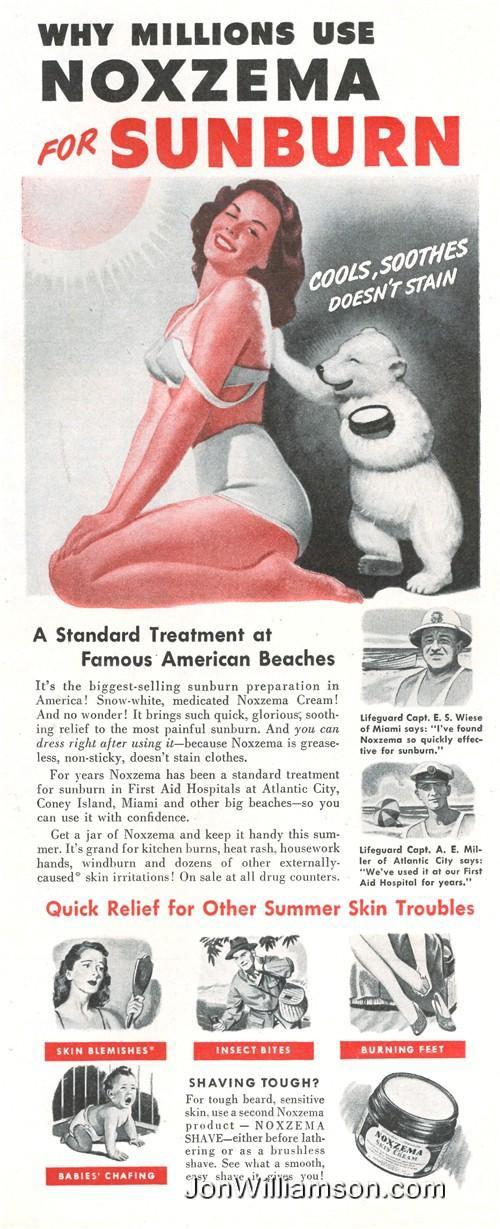 WHY MILLIONS USE
NOXZEMA
FOR SUNBURN
COOLS, SOOTHES
DOESN'T STAIN
A Standard Treatment at
Famous American Beaches
It's the biggest-selling sunburn preparation in
America! Snow-white, medicated Noxzema Cream!
And no wonder! It brings such quick, glorious, sooth-
ing relief to the most painful sunburn. And you can
dress right after using it—because Noxzema is grease-
less, non-sticky, doesn't stain clothes.
For years Noxzema has been a standard treatment
for sunburn in First Aid Hospitals at Atlantic City,
Coney Island, Miami and other big beaches—so you
can use it with confidence.
Get a jar of Noxzema and keep it handy this sum-
mer. It's grand for kitchen burns, heat rash, housework
hands, windburn and dozens of other externally-
caused* skin irritations! On sale at all drug counters.
Lifeguard Capt. E. S. Wiese
of Miami says: "I've found
Noxzema so quickly effec-
tive for sunburn."
Lifeguard Capt. A. E. Mil-
ler of Atlantic City says:
"We've used it at our First
Aid Hospital for years."
Quick Relief for Other Summer Skin Troubles
SKIN BLEMISHES*
INSECT BITES
BURNING FEET
BABIES' CHAFING
SHAVING TOUGH?
For tough beard, sensitive
skin, use a second Noxzema
product — NOXZEMA
SHAVE—either before lath-
ering or as a brushless
shave. See what a smooth,
easy shave it gives you!
NOXZEMA
SKIN CREAM
JonWilliamson.com